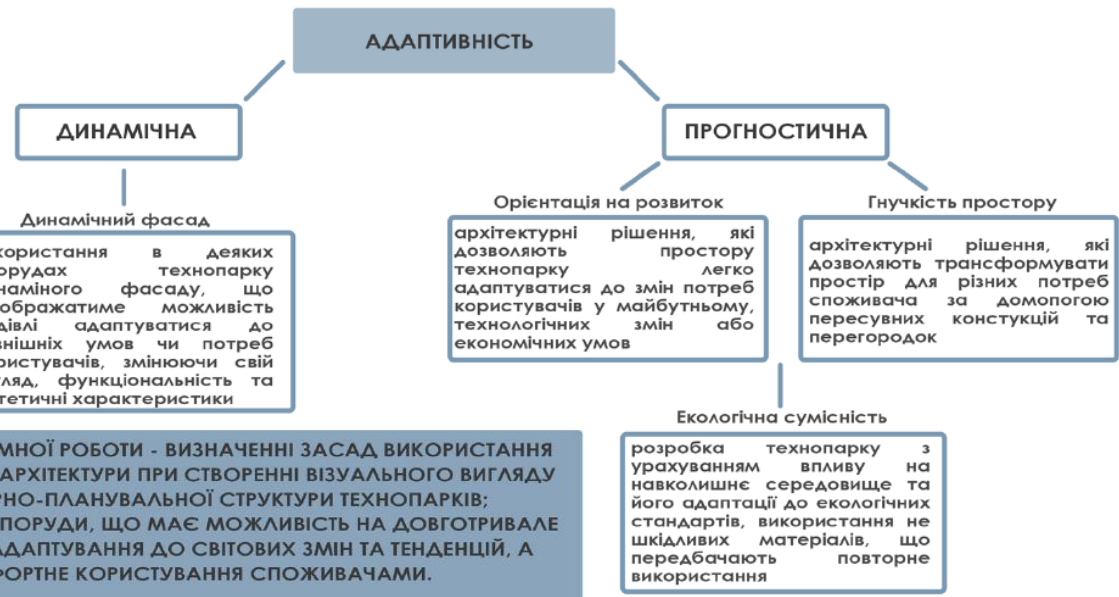 АДАПТИВНІСТЬ
ДИНАМІЧНА
Динамічний фасад
користання в деяких
орудах технопарку
наміного фасаду, що
ображатиме можливість
дівлі адаптуватися до
внішніх умов чи потреб
ристувачів, змінюючи свій
гляд, функціональність та
тетичні характеристики
ПРОГНОСТИЧНА
Орієнтація на розвиток
архітектурні рішення, які
дозволяють простору
технопарку легко
адаптуватися до змін потреб
користувачів у майбутньому,
технологічних змін або
економічних умов
Гнучкість простору
архітектурні рішення, які
дозволяють трансформувати
простір для різних потреб
споживача за домопогою
пересувних констукцій та
перегородок
Екологічна сумісність
розробка технопарку з
урахуванням впливу на
навколишнє середовище та
його адаптації до екологічних
стандартів, використання не
шкідливих матеріалів, що
передбачають повторне
використання
МНОЇ РОБОТИ - ВИЗНАЧЕННІ ЗАСАД ВИКОРИСТАННЯ
АРХІТЕКТУРИ ПРИ СТВОРЕННІ ВІЗУАЛЬНОГО ВИГЛЯДУ
РНО-ПЛАНУВАЛЬНОЇ СТРУКТУРИ ТЕХНОПАРКІВ;
ПОРУДИ, ЩО МАЄ МОЖЛИВІСТЬ НА ДОВГОТРИВАЛЕ
АДАПТУВАННЯ ДО СВІТОВИХ ЗМІН ТА ТЕНДЕНЦІЙ, А
ФОРТНЕ КОРИСТУВАННЯ СПОЖИВАЧАМИ.